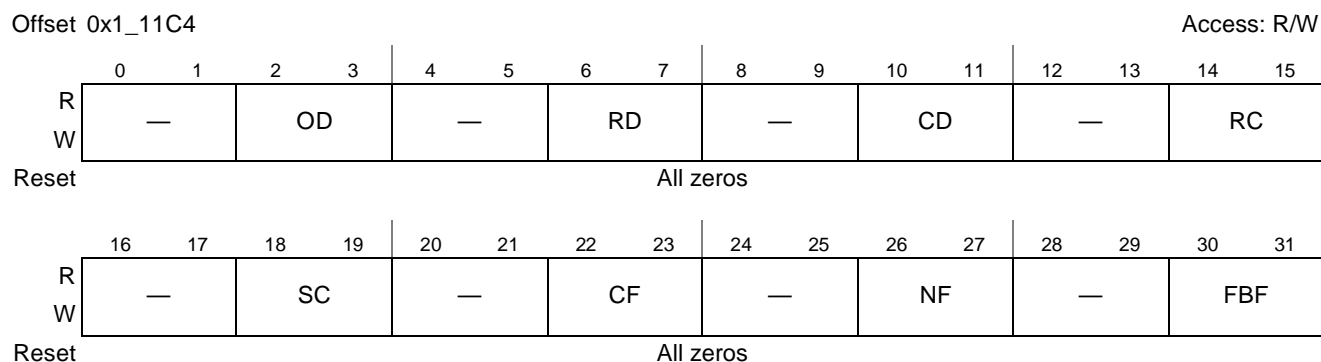 Offset 0x1_11C4 Access: R/W
0 1 2 3 4 5 6 7 8 9 10 11 12 13 14 15
R
— OD — RD — CD — RC
W
Reset All zeros
16 17 18 19 20 21 22 23 24 25 26 27 28 29 30 31
R
— SC — CF — NF — FBF
W
Reset All zeros